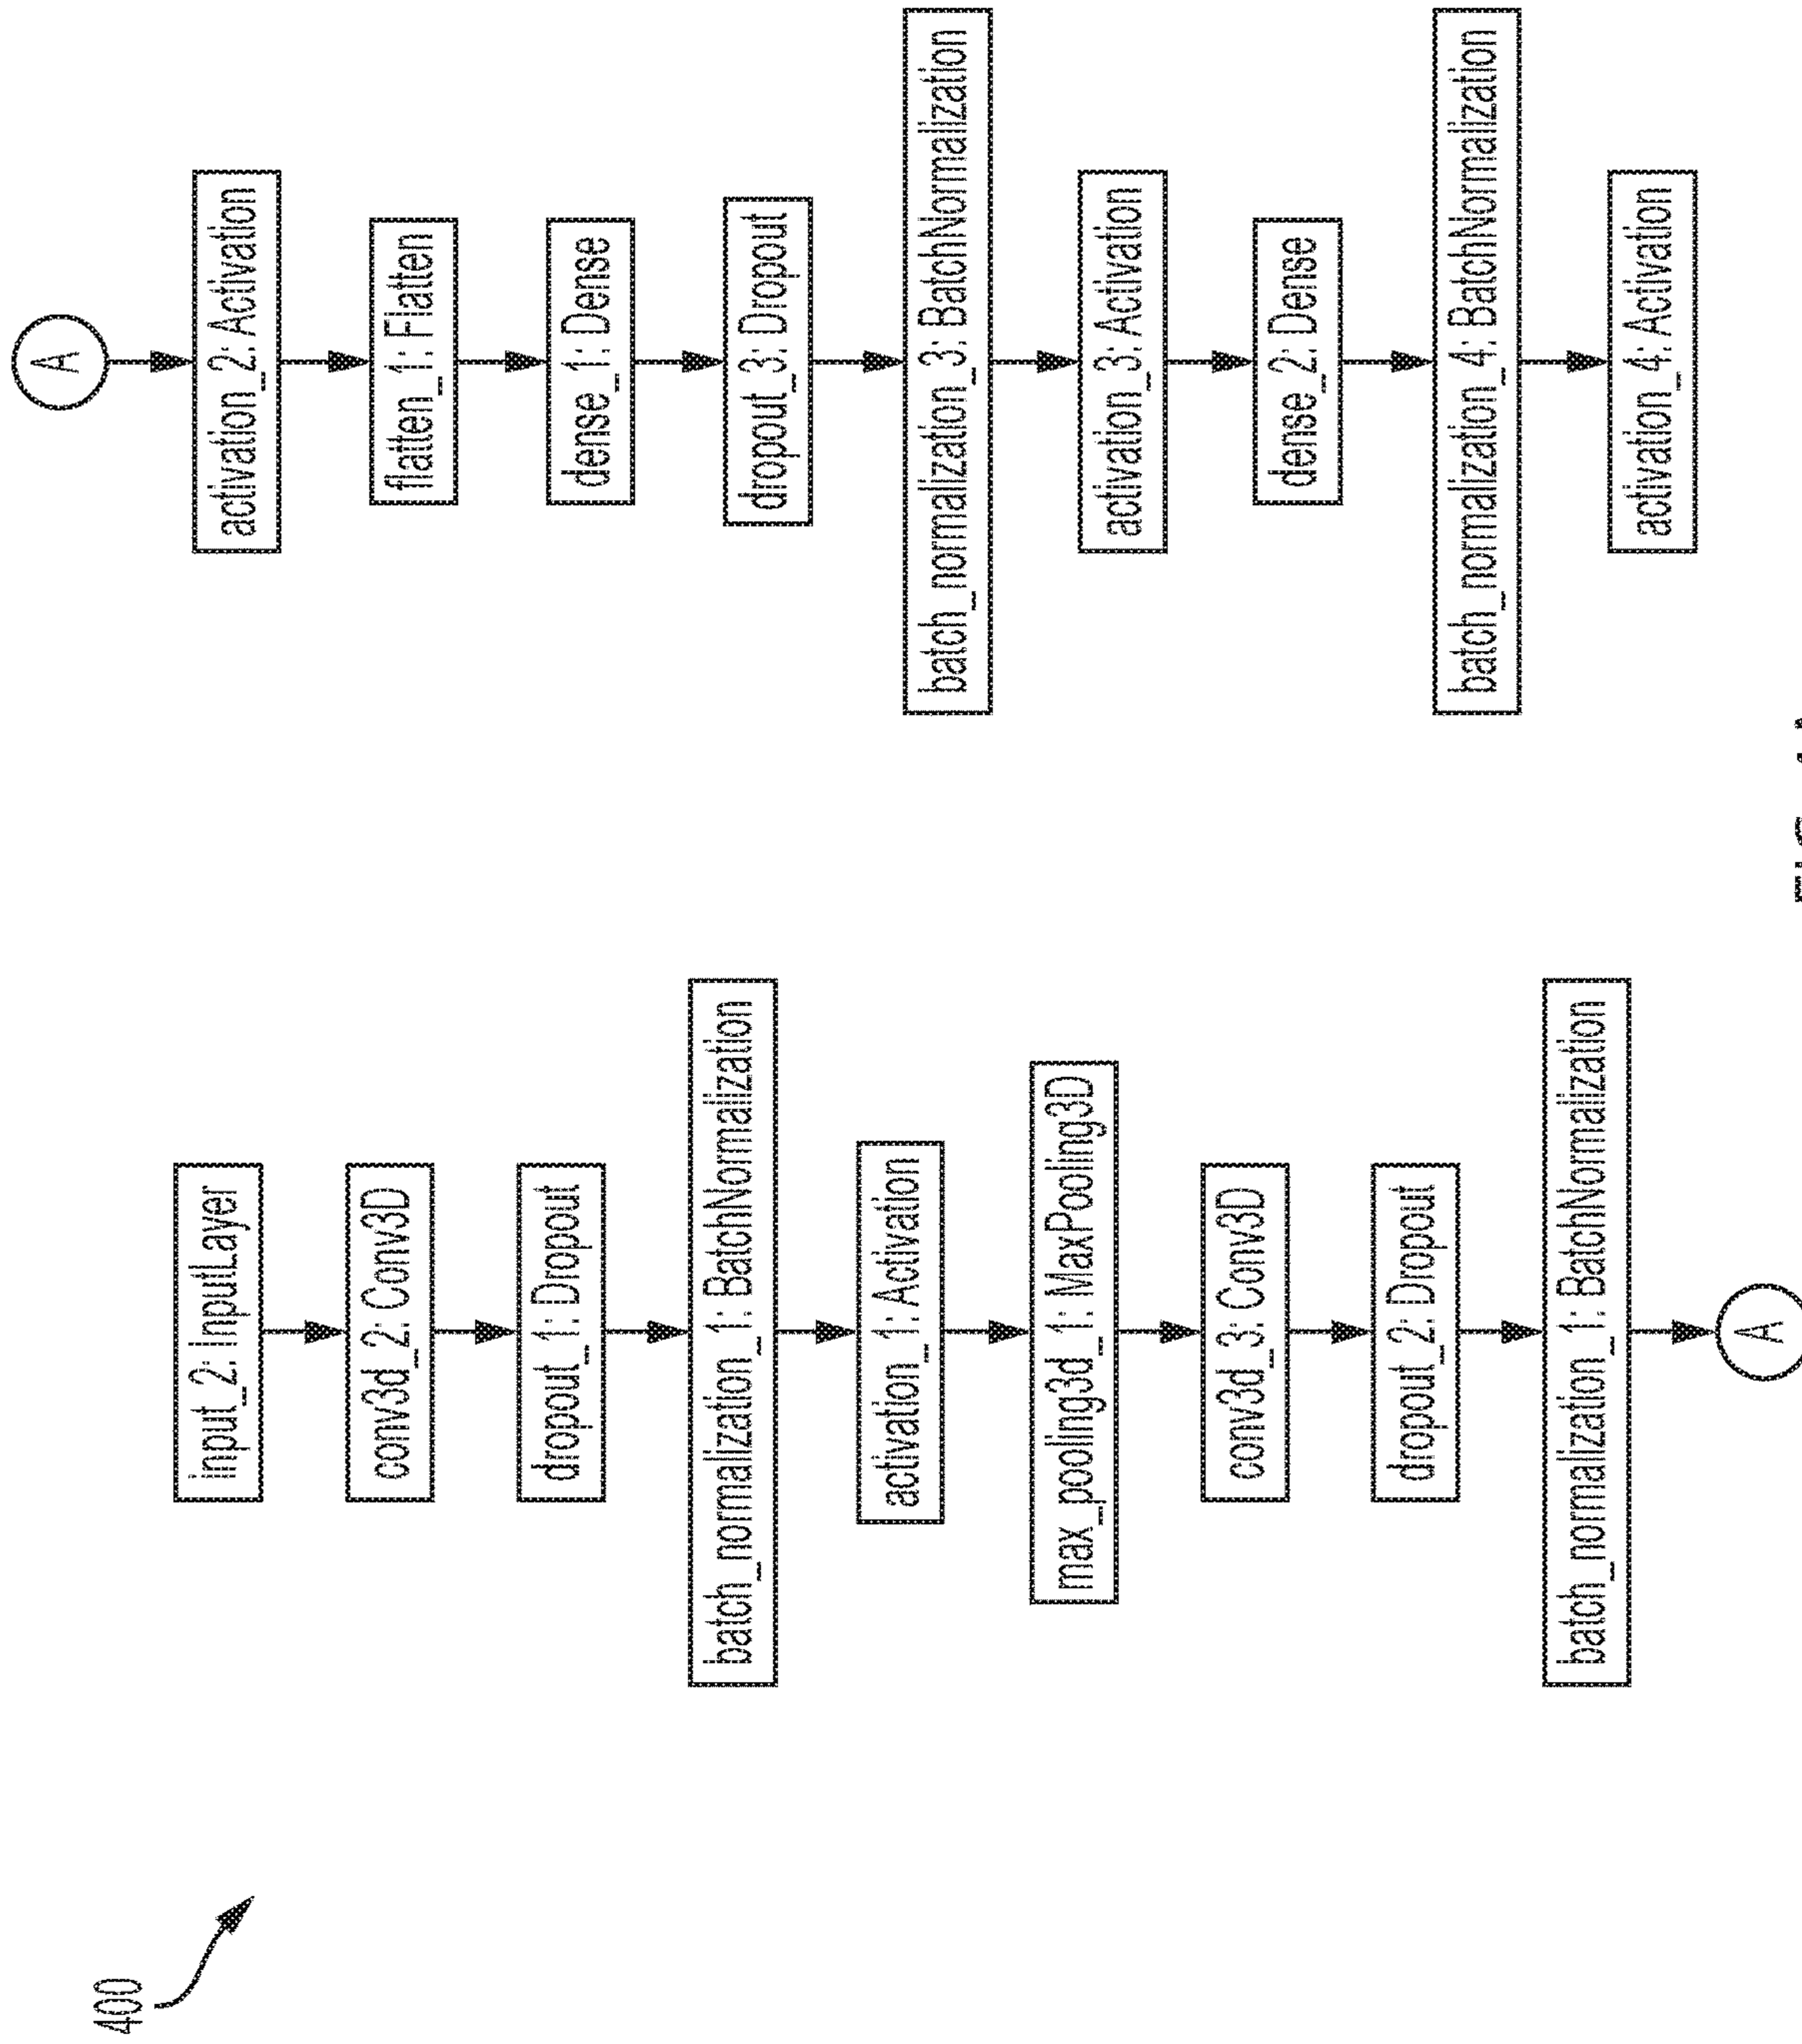 400
input_2: InputLayer
conv3d_2: Conv3D
dropout_1: Dropout
batch_normalization_1: BatchNormalization
activation_1: Activation
max_pooling3d_1: MaxPooling3D
conv3d_3: Conv3D
dropout_2: Dropout
batch_normalization_1: BatchNormalization
A
A
activation_2: Activation
flatten_1: Flatten
dense_1: Dense
dropout_3: Dropout
batch_normalization_3: BatchNormalization
activation_3: Activation
dense_2: Dense
batch_normalization_4: BatchNormalization
activation_4: Activation